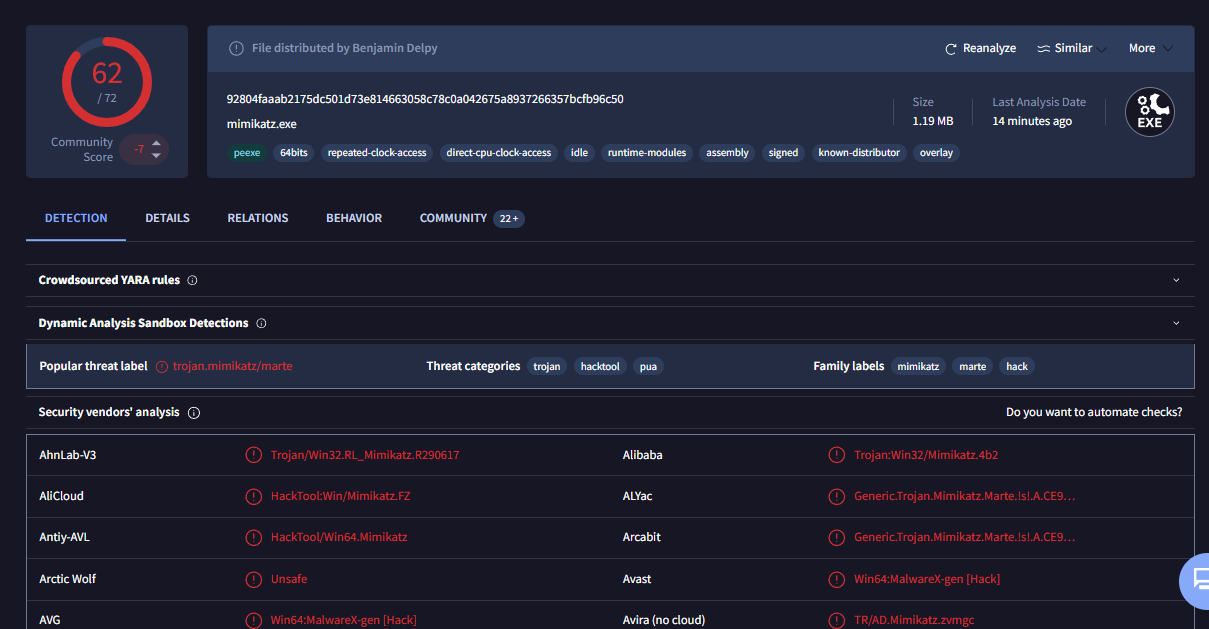 62
/ 72
Community
Score
-7
File distributed by Benjamin Delpy
Reanalyze
Similar
More
92804faaab2175dc501d73e814663058c78c0a042675a8937266357bcfb96c50
mimikatz.exe
Size
1.19 MB
Last Analysis Date
14 minutes ago
EXE
peexe 64bits repeated-clock-access direct-cpu-clock-access idle runtime-modules assembly signed known-distributor overlay
DETECTION DETAILS RELATIONS BEHAVIOR COMMUNITY 22+
Crowdsourced YARA rules
Dynamic Analysis Sandbox Detections
Popular threat label trojan.mimikatz/marte Threat categories trojan hacktool pua Family labels mimikatz marte hack
Security vendors' analysis Do you want to automate checks?
AhnLab-V3 Trojan/Win32.RL_Mimikatz.R290617 Alibaba Trojan:Win32/Mimikatz.4b2
AliCloud HackTool:Win/Mimikatz.FZ ALYac Generic.Trojan.Mimikatz.Marte.!s!.A.CE9...
Antiy-AVL HackTool/Win64.Mimikatz Arcabit Generic.Trojan.Mimikatz.Marte.!s!.A.CE9...
Arctic Wolf Unsafe Avast Win64:MalwareX-gen [Hack]
AVG Win64:MalwareX-gen [Hack] Avira (no cloud) TR/AD.Mimikatz.zvmgc